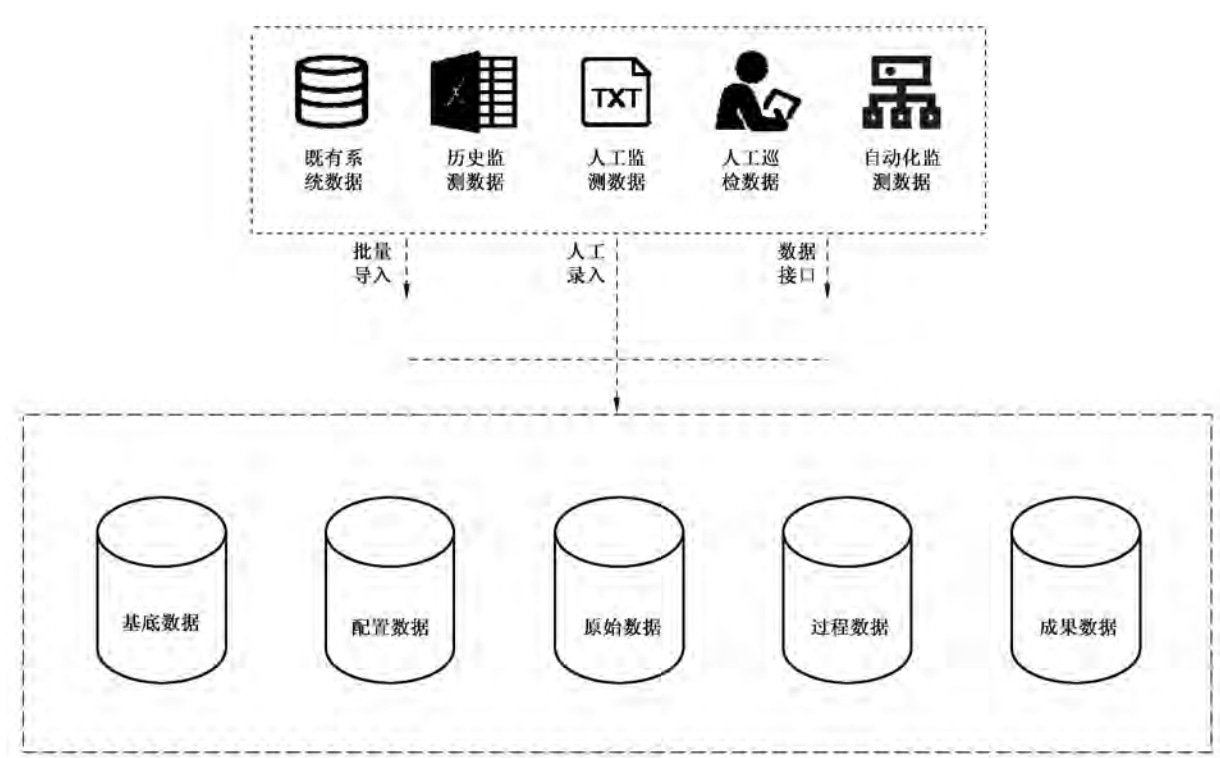 TXT
既有系
统数据
历史监
测数据
人工监
测数据
人工巡
检数据
自动化监
测数据
批量
导入
人工
录入
数据
接口
基底数据
配置数据
原始数据
过程数据
成果数据